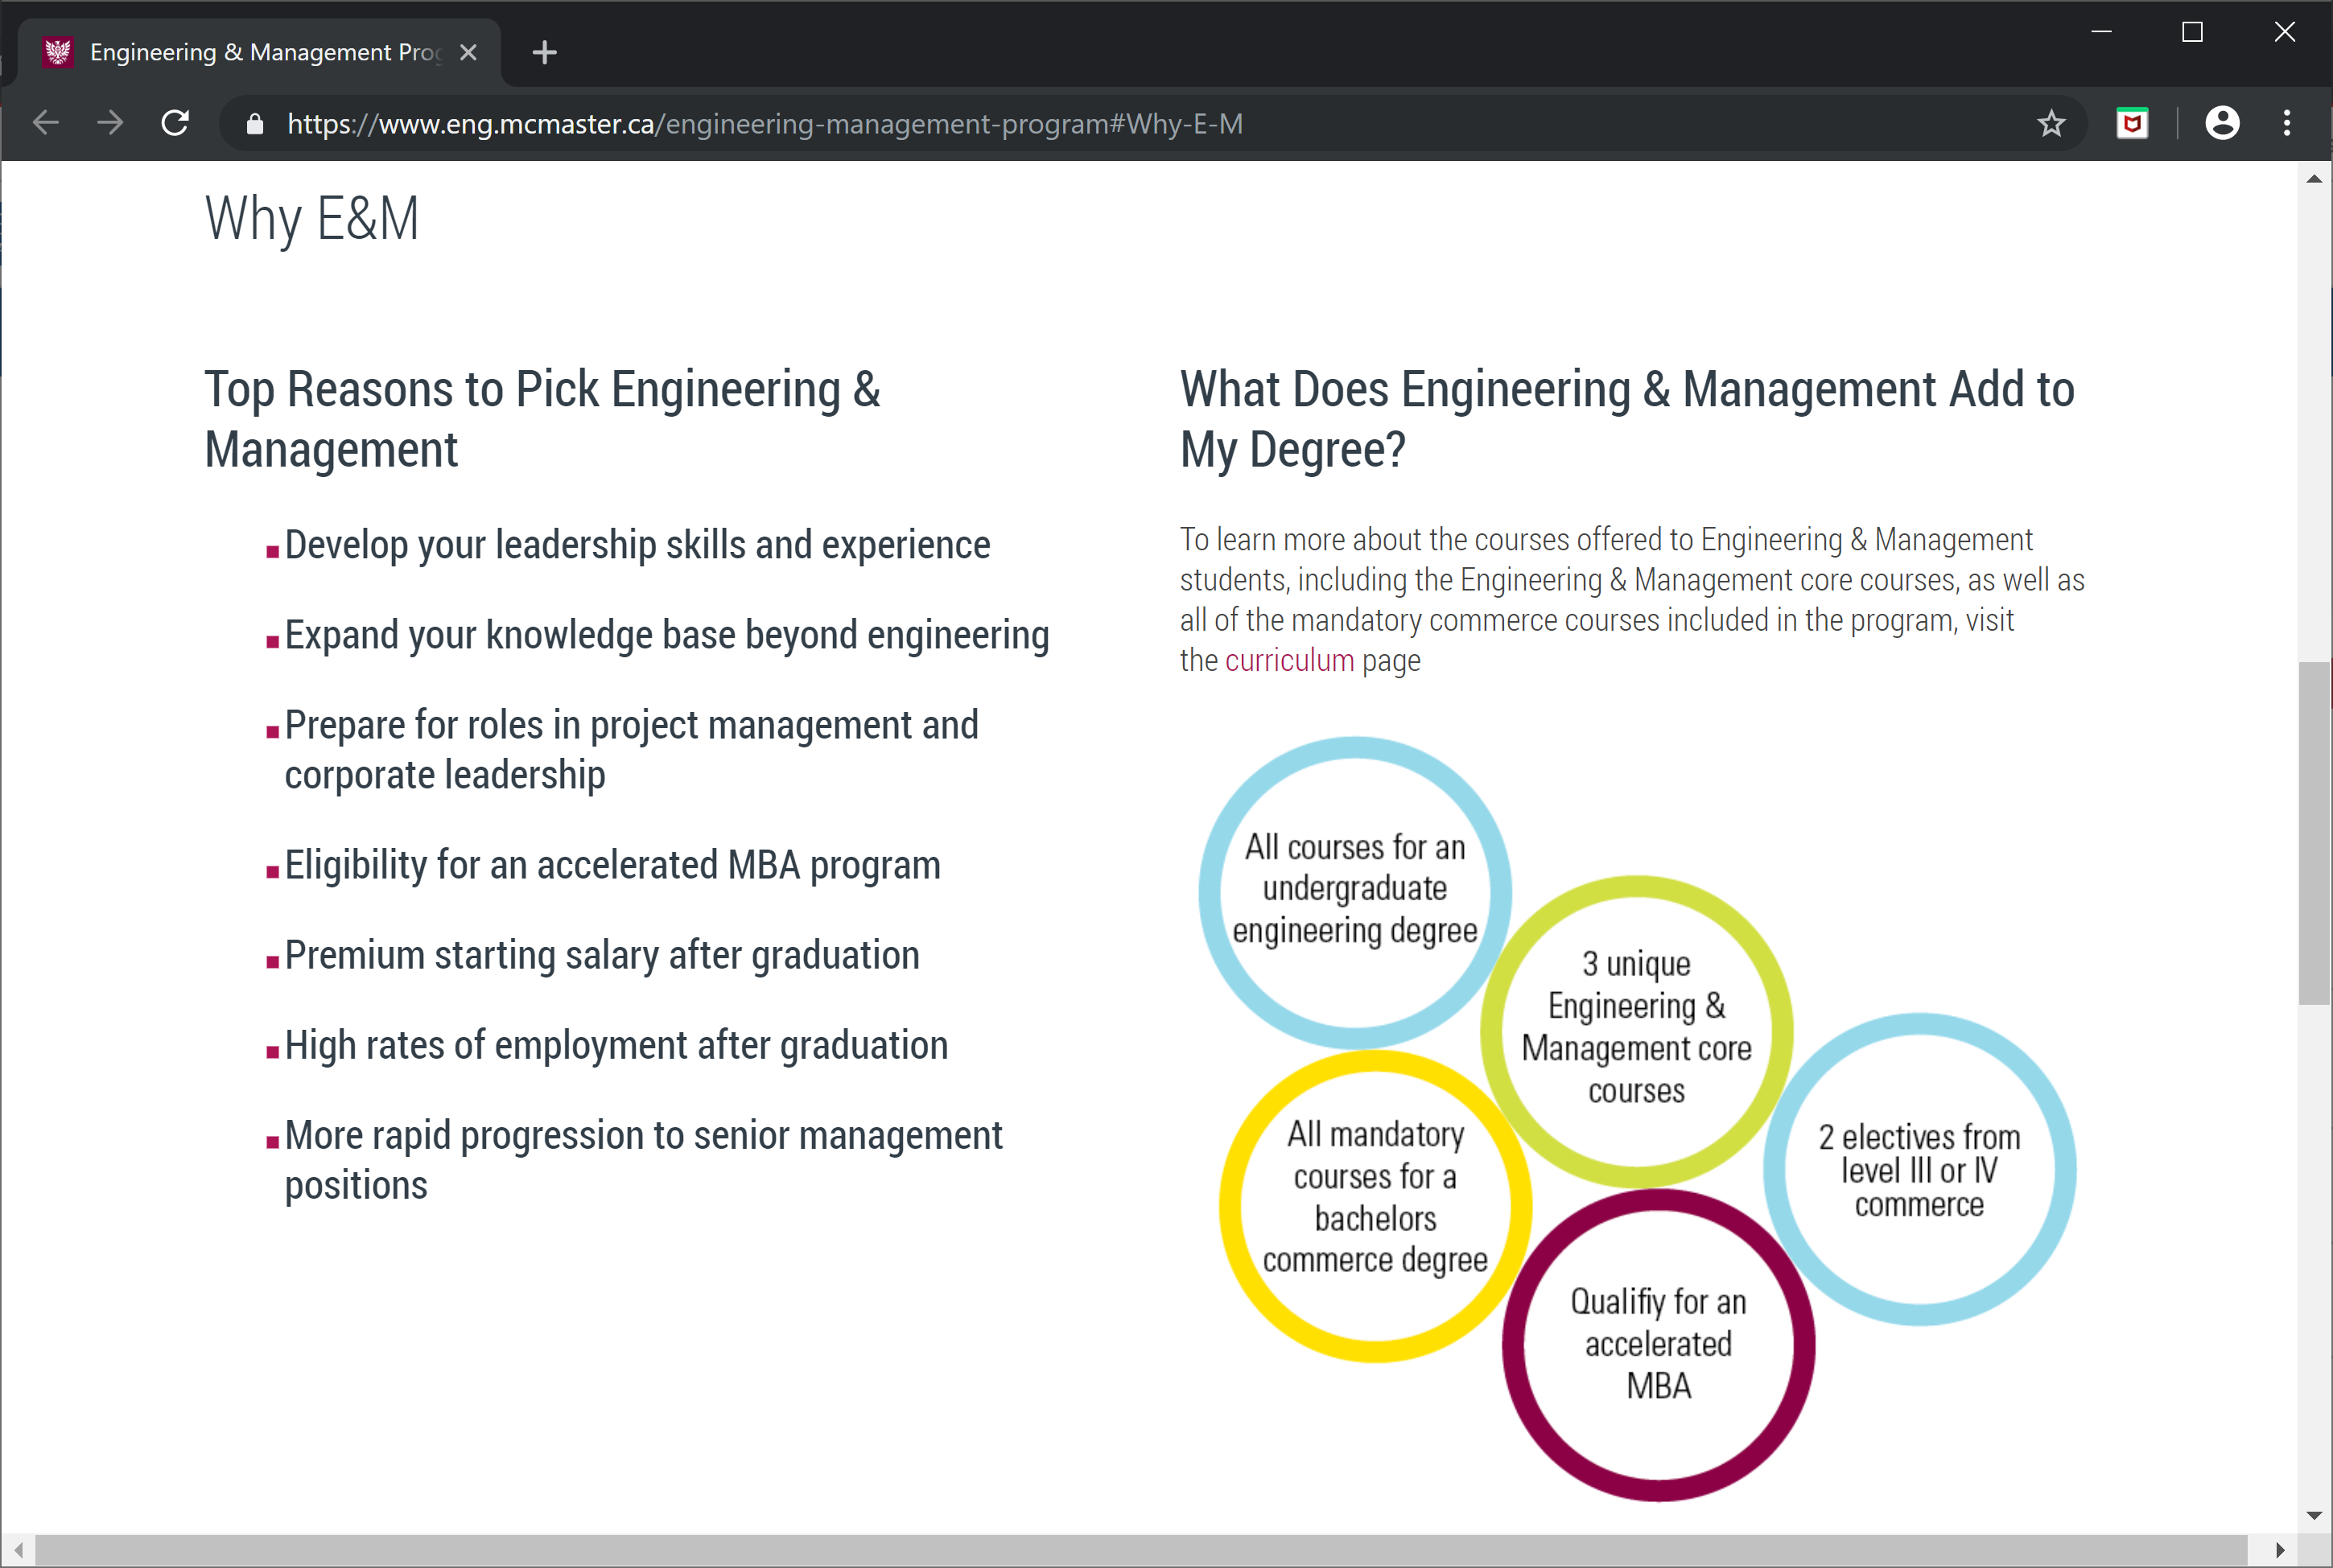 Engineering & Management Prog
https://www.eng.mcmaster.ca/engineering-management-program#Why-E-M
Why E&M
Top Reasons to Pick Engineering &
Management
Develop your leadership skills and experience
Expand your knowledge base beyond engineering
Prepare for roles in project management and
corporate leadership
Eligibility for an accelerated MBA program
Premium starting salary after graduation
High rates of employment after graduation
More rapid progression to senior management
positions
What Does Engineering & Management Add to
My Degree?
To learn more about the courses offered to Engineering & Management
students, including the Engineering & Management core courses, as well as
all of the mandatory commerce courses included in the program, visit
the curriculum page
All courses for an
undergraduate
engineering degree
3 unique
Engineering &
Management core
courses
All mandatory
courses for a
bachelors
commerce degree
2 electives from
level III or IV
commerce
Qualifiy for an
accelerated
MBA